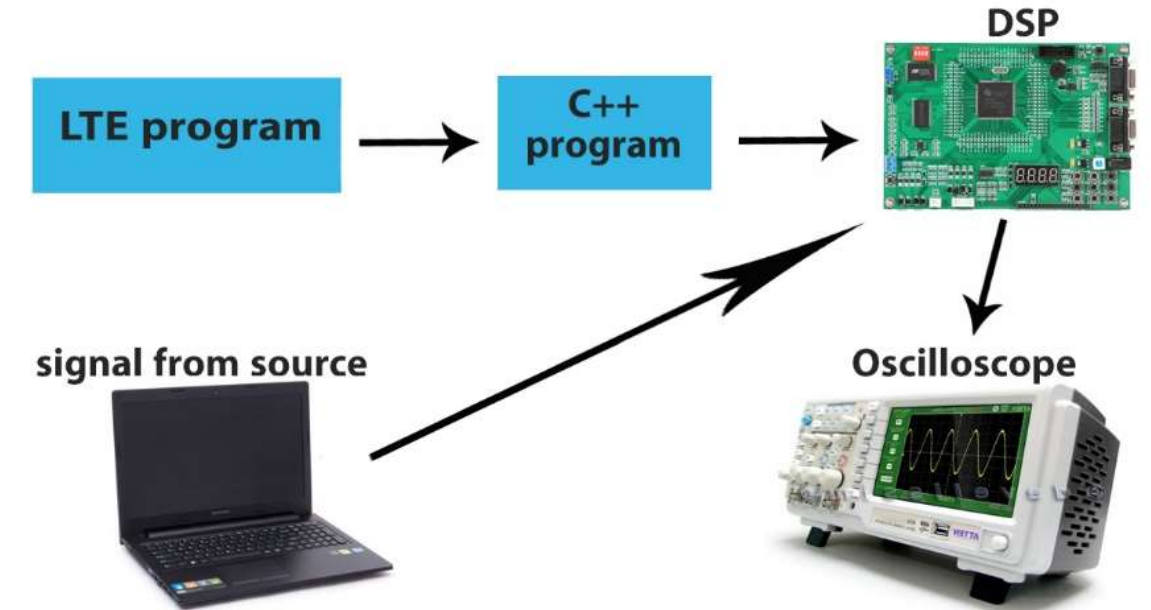 DSP
LTE program
C++
program
signal from source
Oscilloscope